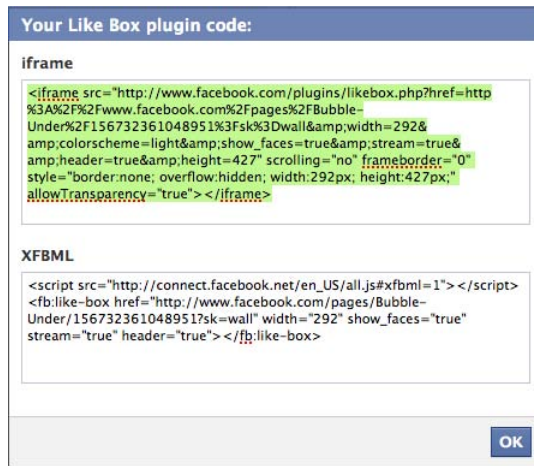 Your Like Box plugin code:
iframe
<iframe src="http://www.facebook.com/plugins/likebox.php?href=http
%3A%2F%2Fwww.facebook.com%2Fpages%2FBubble-
Under%2F156732361048951%3Fsk%3Dwall&amp;width=292&
amp;colorscheme=light&amp;show_faces=true&amp;stream=true&
amp;header=true&amp;height=427" scrolling="no" frameborder="0"
style="border:none; overflow:hidden; width:292px; height:427px;"
allowTransparency="true"></iframe>
XFBML
<script src="http://connect.facebook.net/en_US/all.js#xfbml=1"></script>
<fb:like-box href="http://www.facebook.com/pages/Bubble-
Under/156732361048951?sk=wall" width="292" show_faces="true"
stream="true" header="true"></fb:like-box>
OK